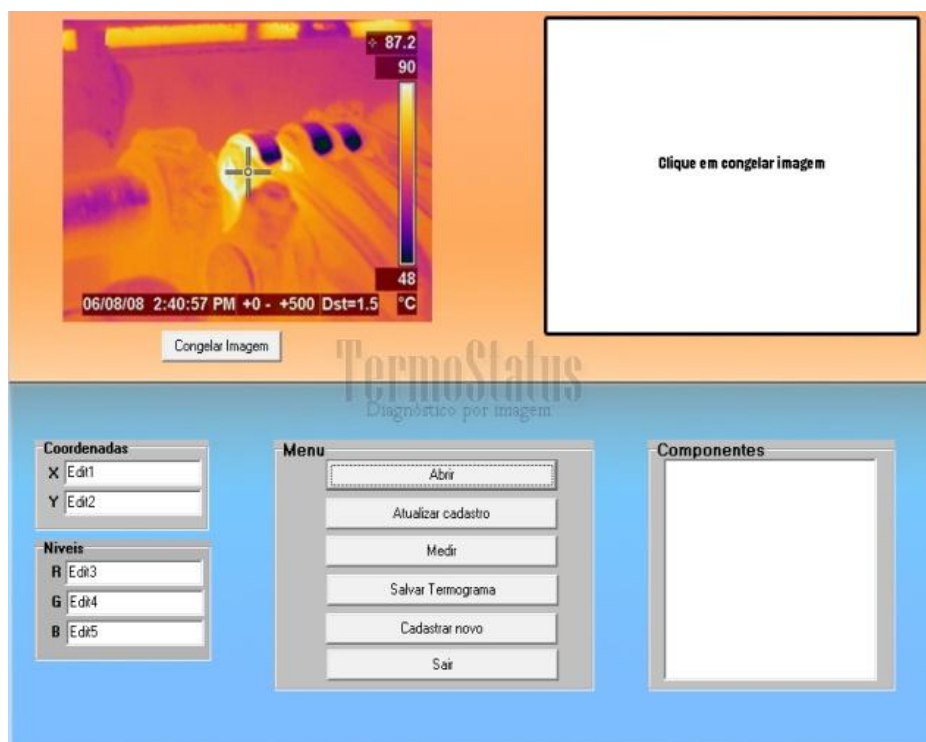 87.2
90
48
06/08/08 2:40:57 PM +0 - +500 Dst=1.5 °C
Clique em congelar imagem
Congelar Imagem
TermoStatus
Diagnóstico por imagem
Coordenadas
X Edit1
Y Edit2
Níveis
R Edit3
G Edit4
B Edit5
Menu
Abrir
Atualizar cadastro
Medir
Salvar Termograma
Cadastrar novo
Sair
Componentes